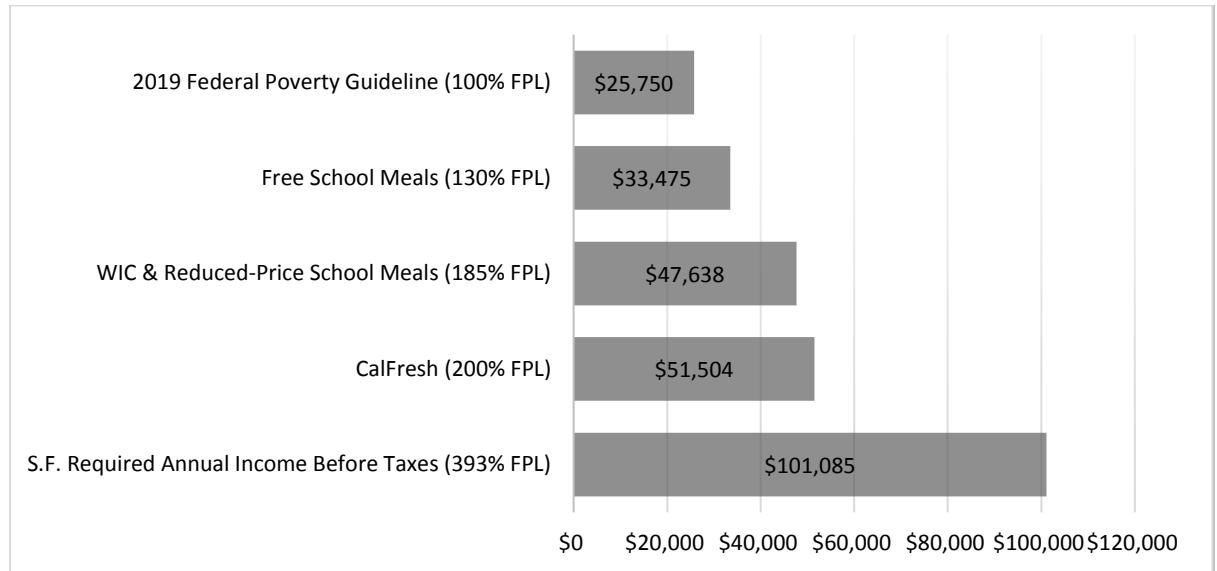 2019 Federal Poverty Guideline (100% FPL)
$25,750
Free School Meals (130% FPL)
$33,475
WIC & Reduced-Price School Meals (185% FPL)
$47,638
CalFresh (200% FPL)
$51,504
S.F. Required Annual Income Before Taxes (393% FPL)
$101,085
$0 $20,000 $40,000 $60,000 $80,000 $100,000 $120,000